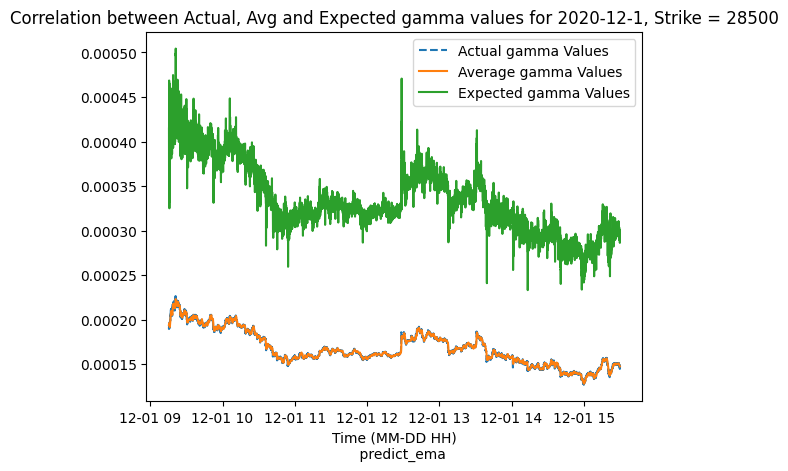 Correlation between Actual, Avg and Expected gamma values for 2020-12-1, Strike = 28500
Actual gamma Values
Average gamma Values
Expected gamma Values
0.00050
0.00045
0.00040
0.00035
0.00030
0.00025
0.00020
0.00015
12-01 09 12-01 10 12-01 11 12-01 12 12-01 13 12-01 14 12-01 15
Time (MM-DD HH)
predict_ema